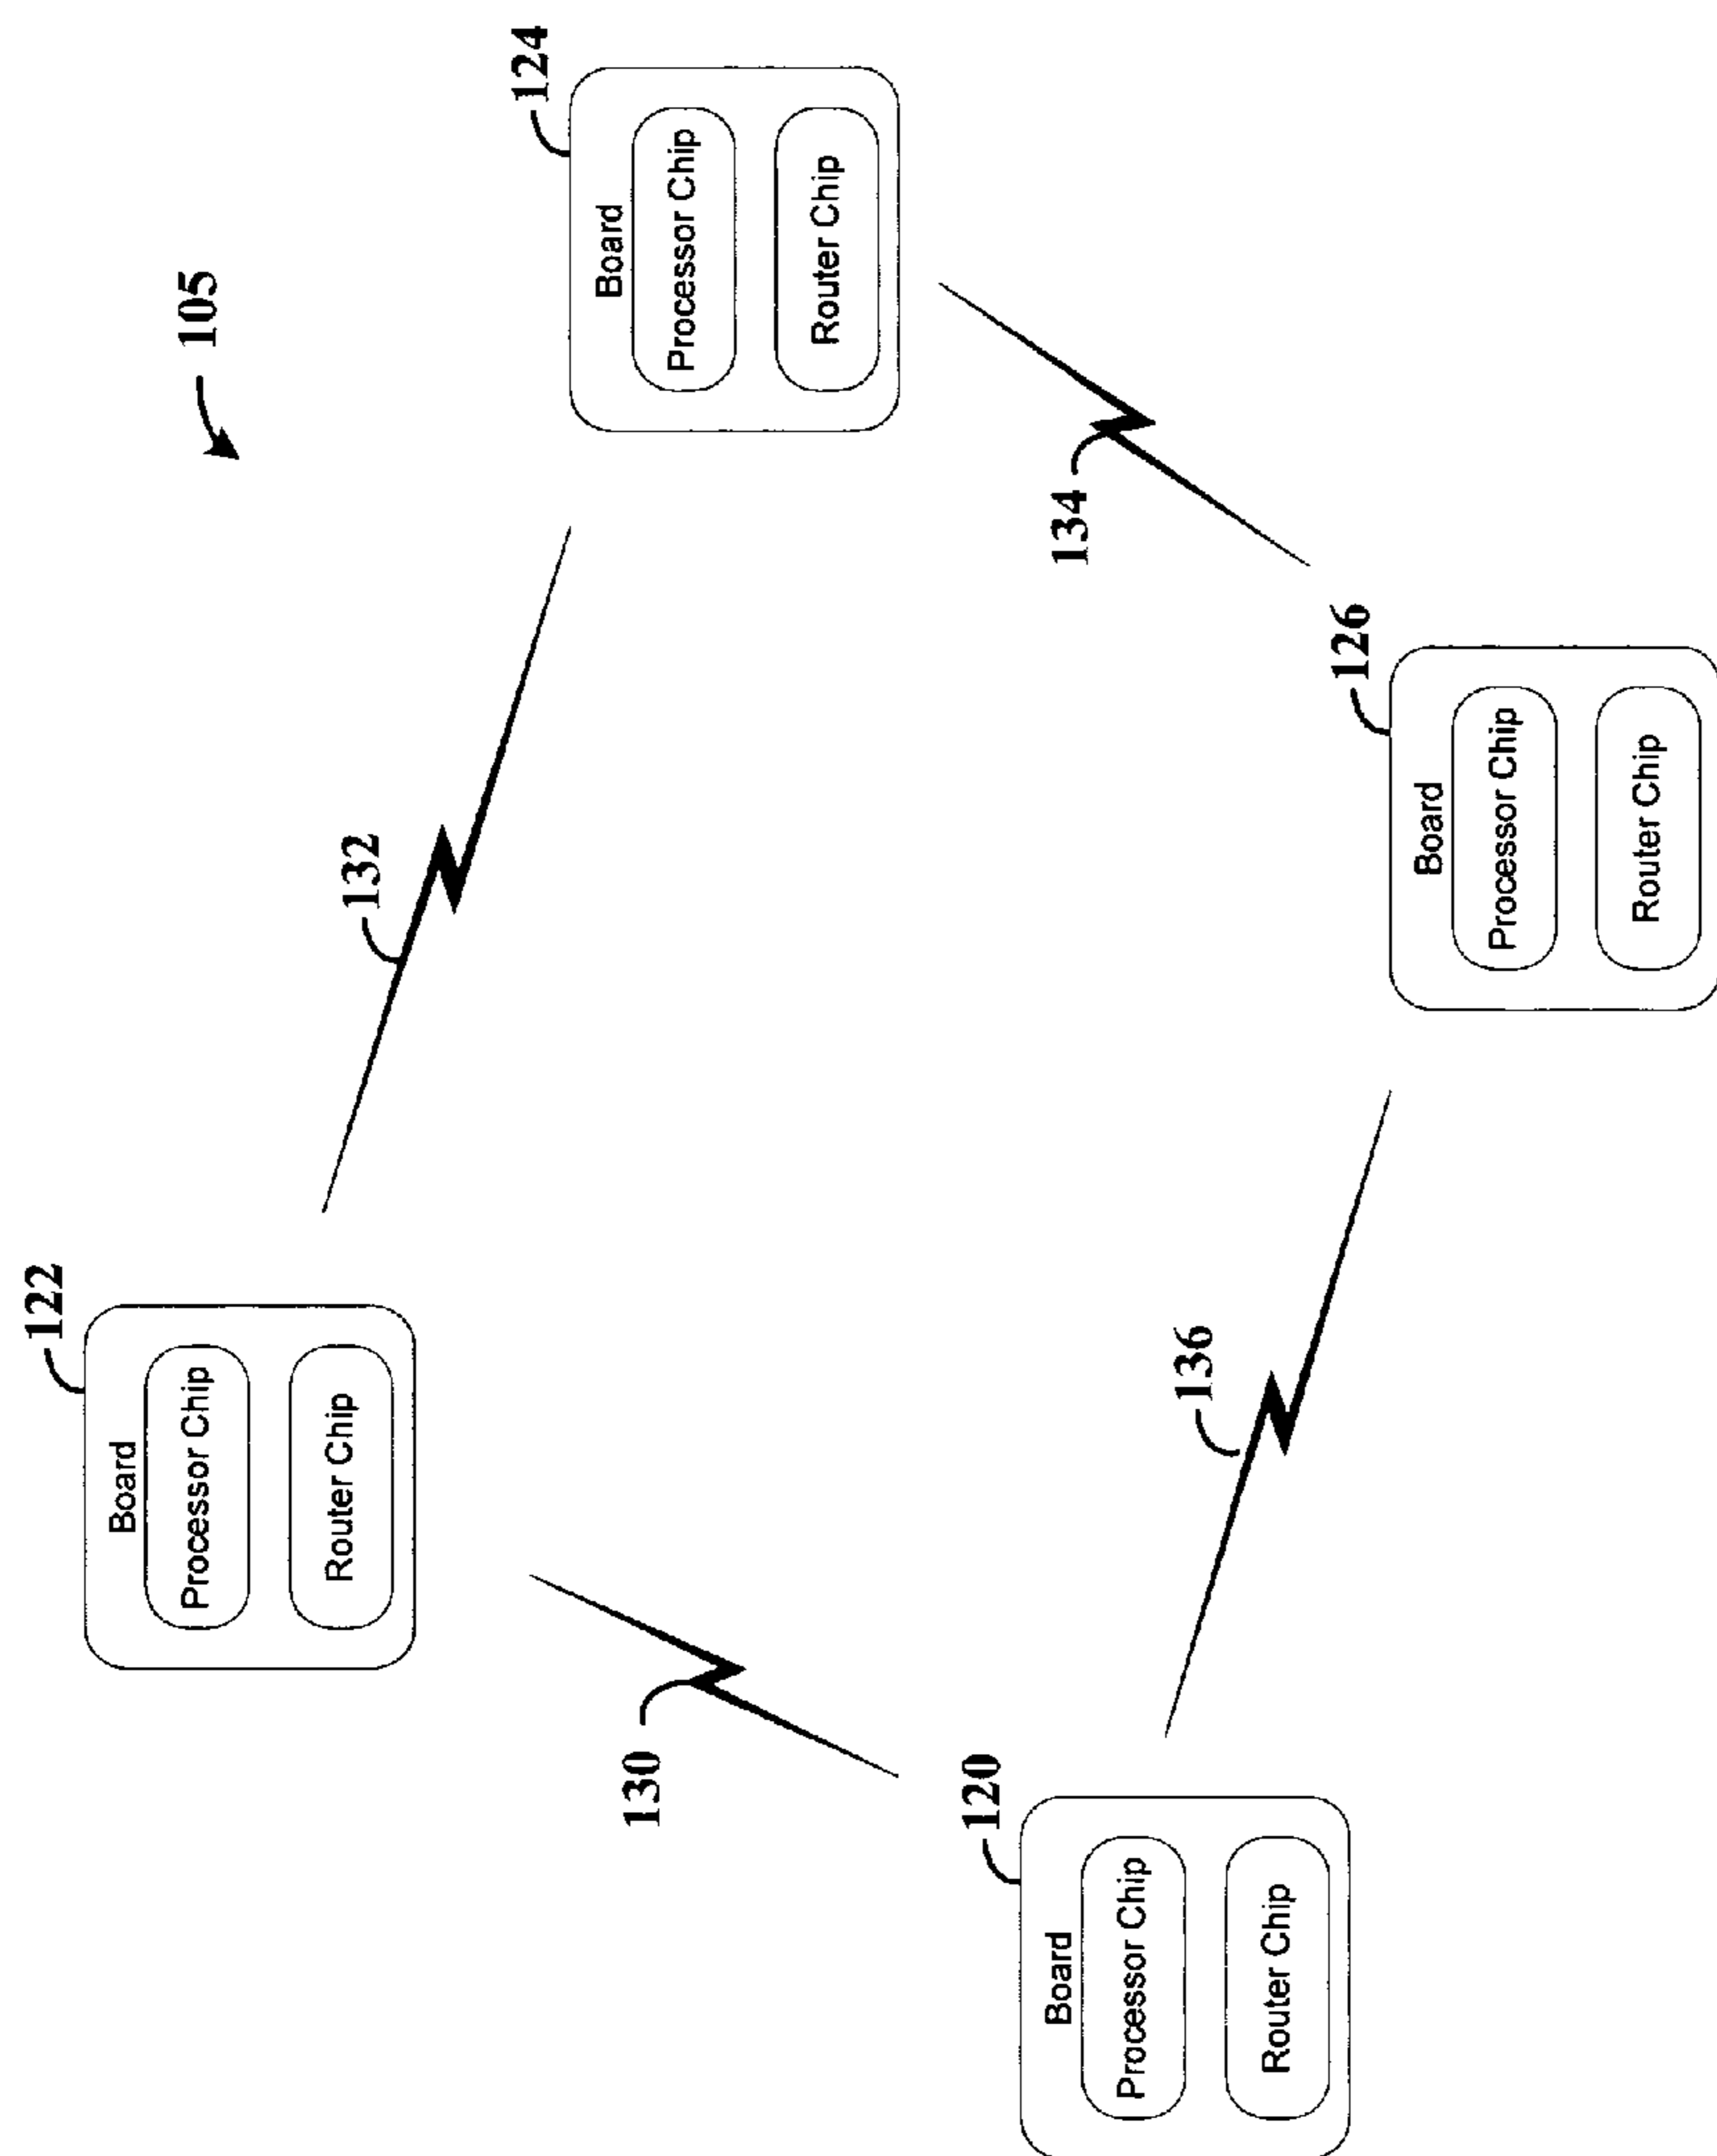 122
Board
Processor Chip
Router Chip
105
132
124
Board
Processor Chip
Router Chip
130
134
120
Board
Processor Chip
Router Chip
136
126
Board
Processor Chip
Router Chip